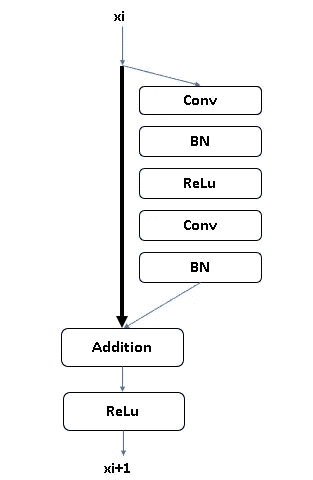 xi
Conv
BN
ReLu
Conv
BN
Addition
ReLu
xi+1